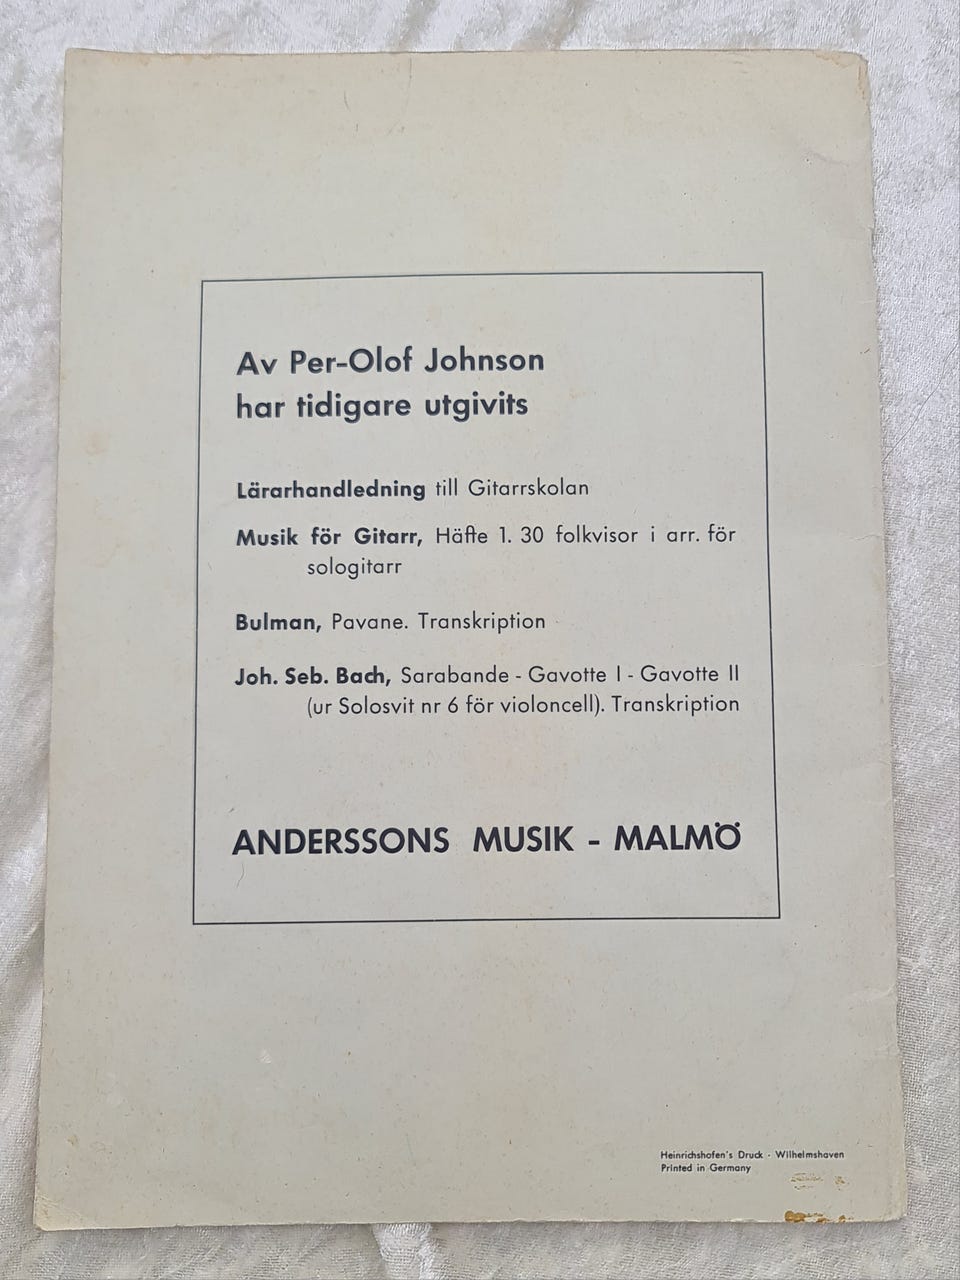 Av Per-Olof Johnson
har tidigare utgivits
Lärarhandledning till Gitarrskolan
Musik för Gitarr, Häfte 1. 30 folkvisor i arr. för
sologitarr
Bulman, Pavane. Transkription
Joh. Seb. Bach, Sarabande - Gavotte I - Gavotte II
(ur Solosvit nr 6 för violoncell). Transkription
ANDERSSONS MUSIK - MALMÖ
Heinrichshofen's Druck · Wilhelmshaven
Printed in Germany